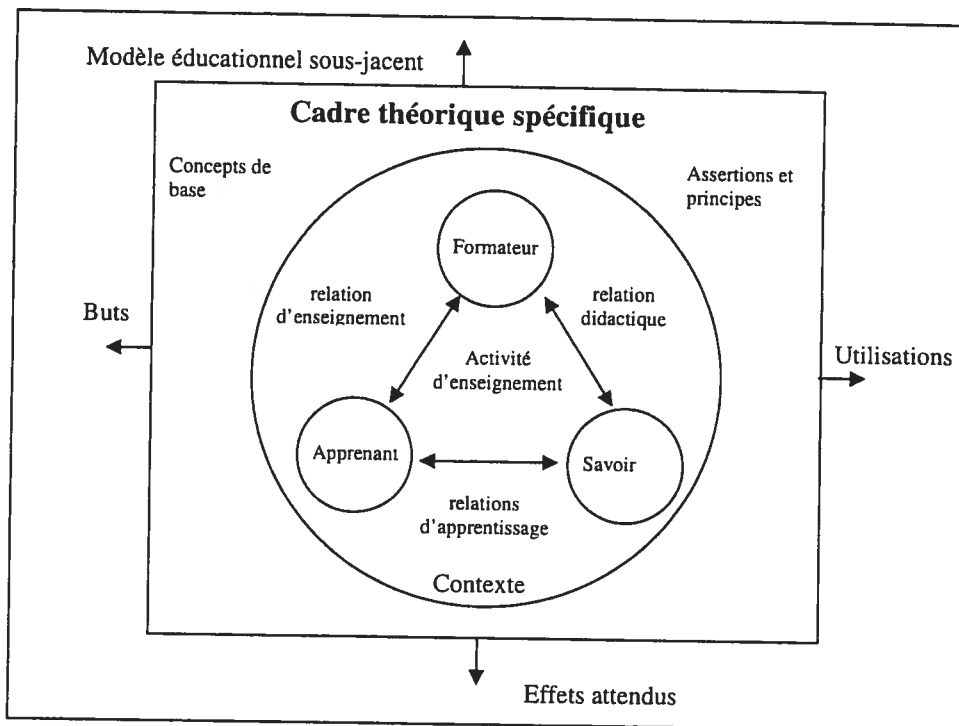 Modèle éducationnel sous-jacent
Cadre théorique spécifique
Concepts de
base
Assertions et
principes
Formateur
relation
d'enseignement
relation
didactique
Buts
Activité
d'enseignement
Utilisations
Apprenant
Savoir
relations
d'apprentissage
Contexte
Effets attendus